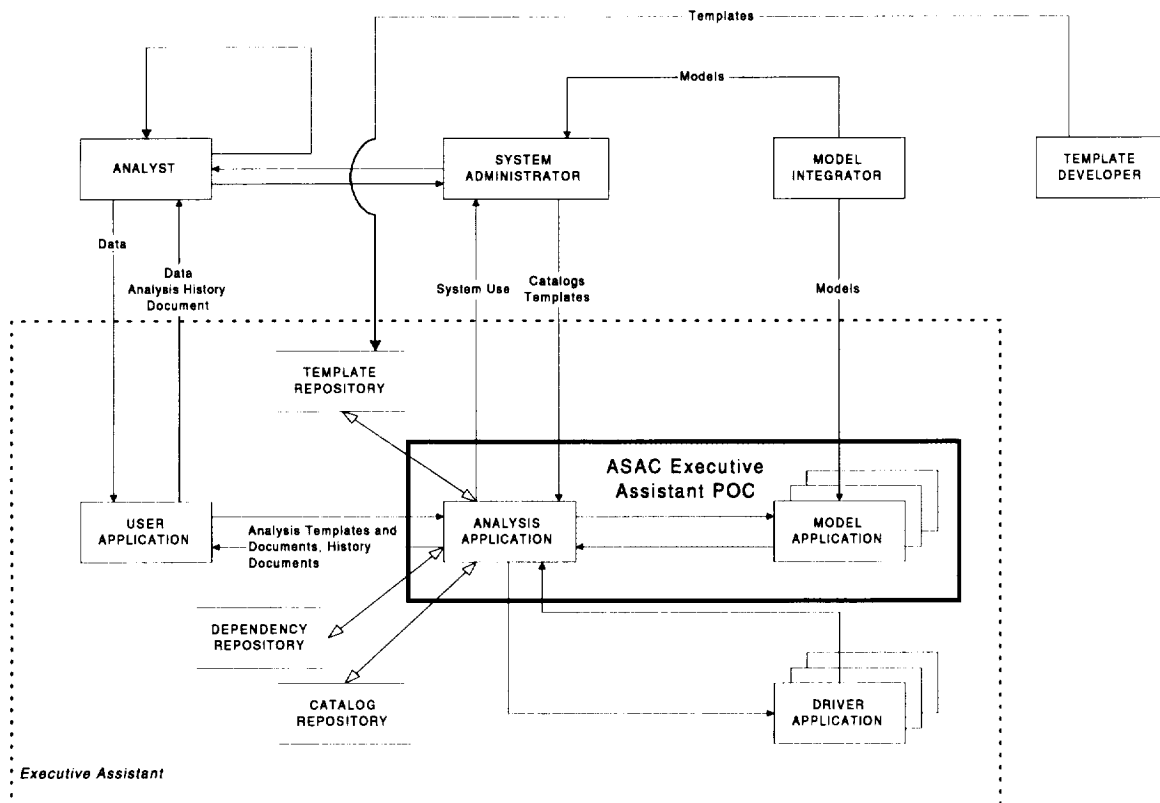 Templates
Models
ANALYST
SYSTEM
ADMINISTRATOR
MODEL
INTEGRATOR
TEMPLATE
DEVELOPER
Data
Data
Analysis History
Document
System Use
Catalogs
Templates
Models
TEMPLATE
REPOSITORY
ASAC Executive
Assistant POC
USER
APPLICATION
Analysis Templates and
Documents, History
Documents
ANALYSIS
APPLICATION
MODEL
APPLICATION
DEPENDENCY
REPOSITORY
CATALOG
REPOSITORY
DRIVER
APPLICATION
Executive Assistant